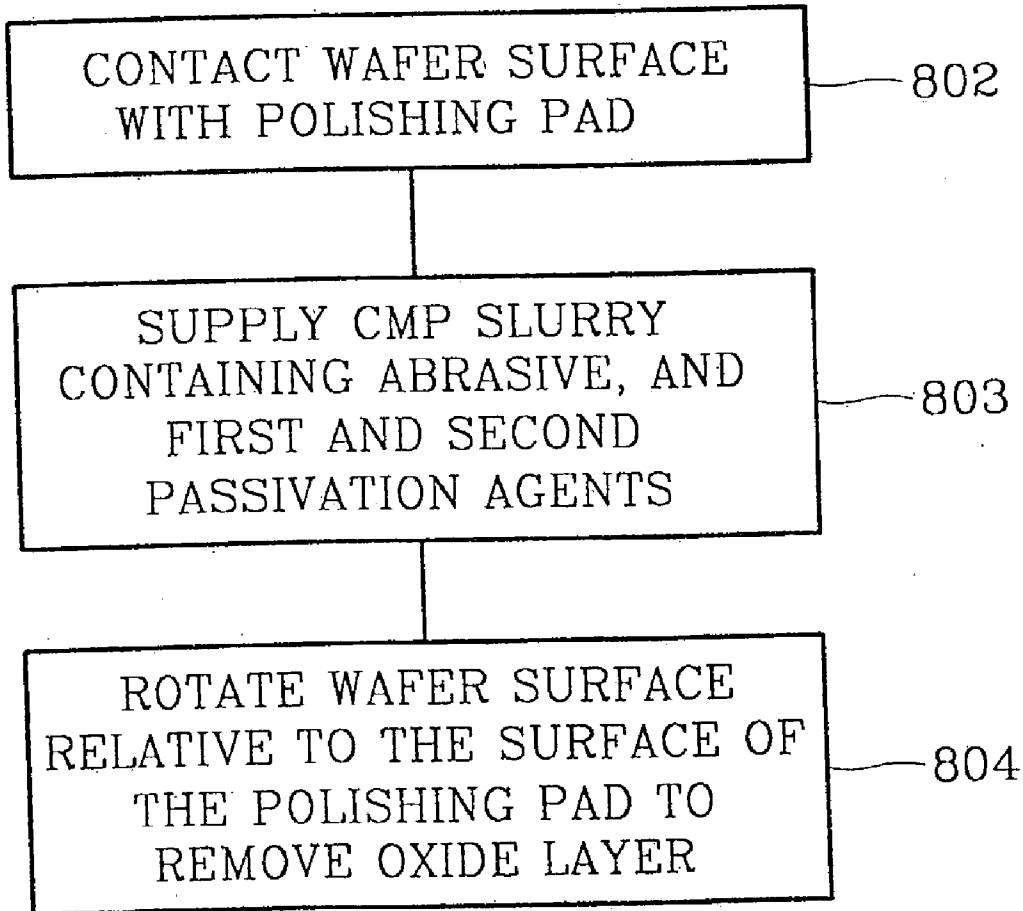 CONTACT WAFER SURFACE
WITH POLISHING PAD
802
SUPPLY CMP SLURRY
CONTAINING ABRASIVE, AND
FIRST AND SECOND
PASSIVATION AGENTS
803
ROTATE WAFER SURFACE
RELATIVE TO THE SURFACE OF
THE POLISHING PAD TO
REMOVE OXIDE LAYER
804